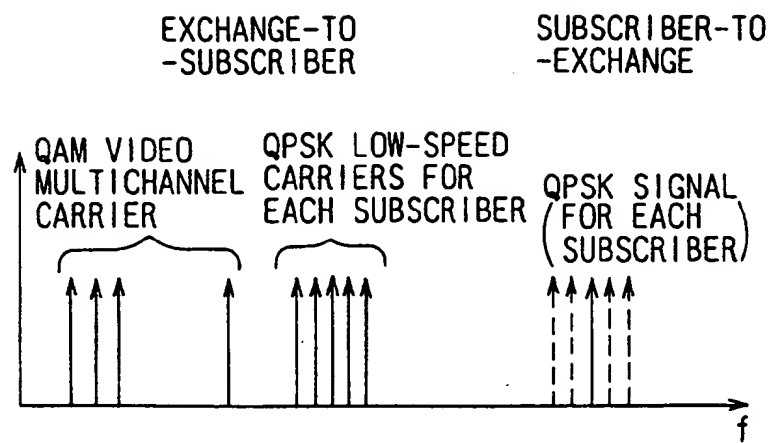 EXCHANGE-TO
-SUBSCRIBER
SUBSCRIBER-TO
-EXCHANGE
QAM VIDEO
MULTICHANNEL
CARRIER
QPSK LOW-SPEED
CARRIERS FOR
EACH SUBSCRIBER
QPSK SIGNAL
(FOR EACH
SUBSCRIBER)
f